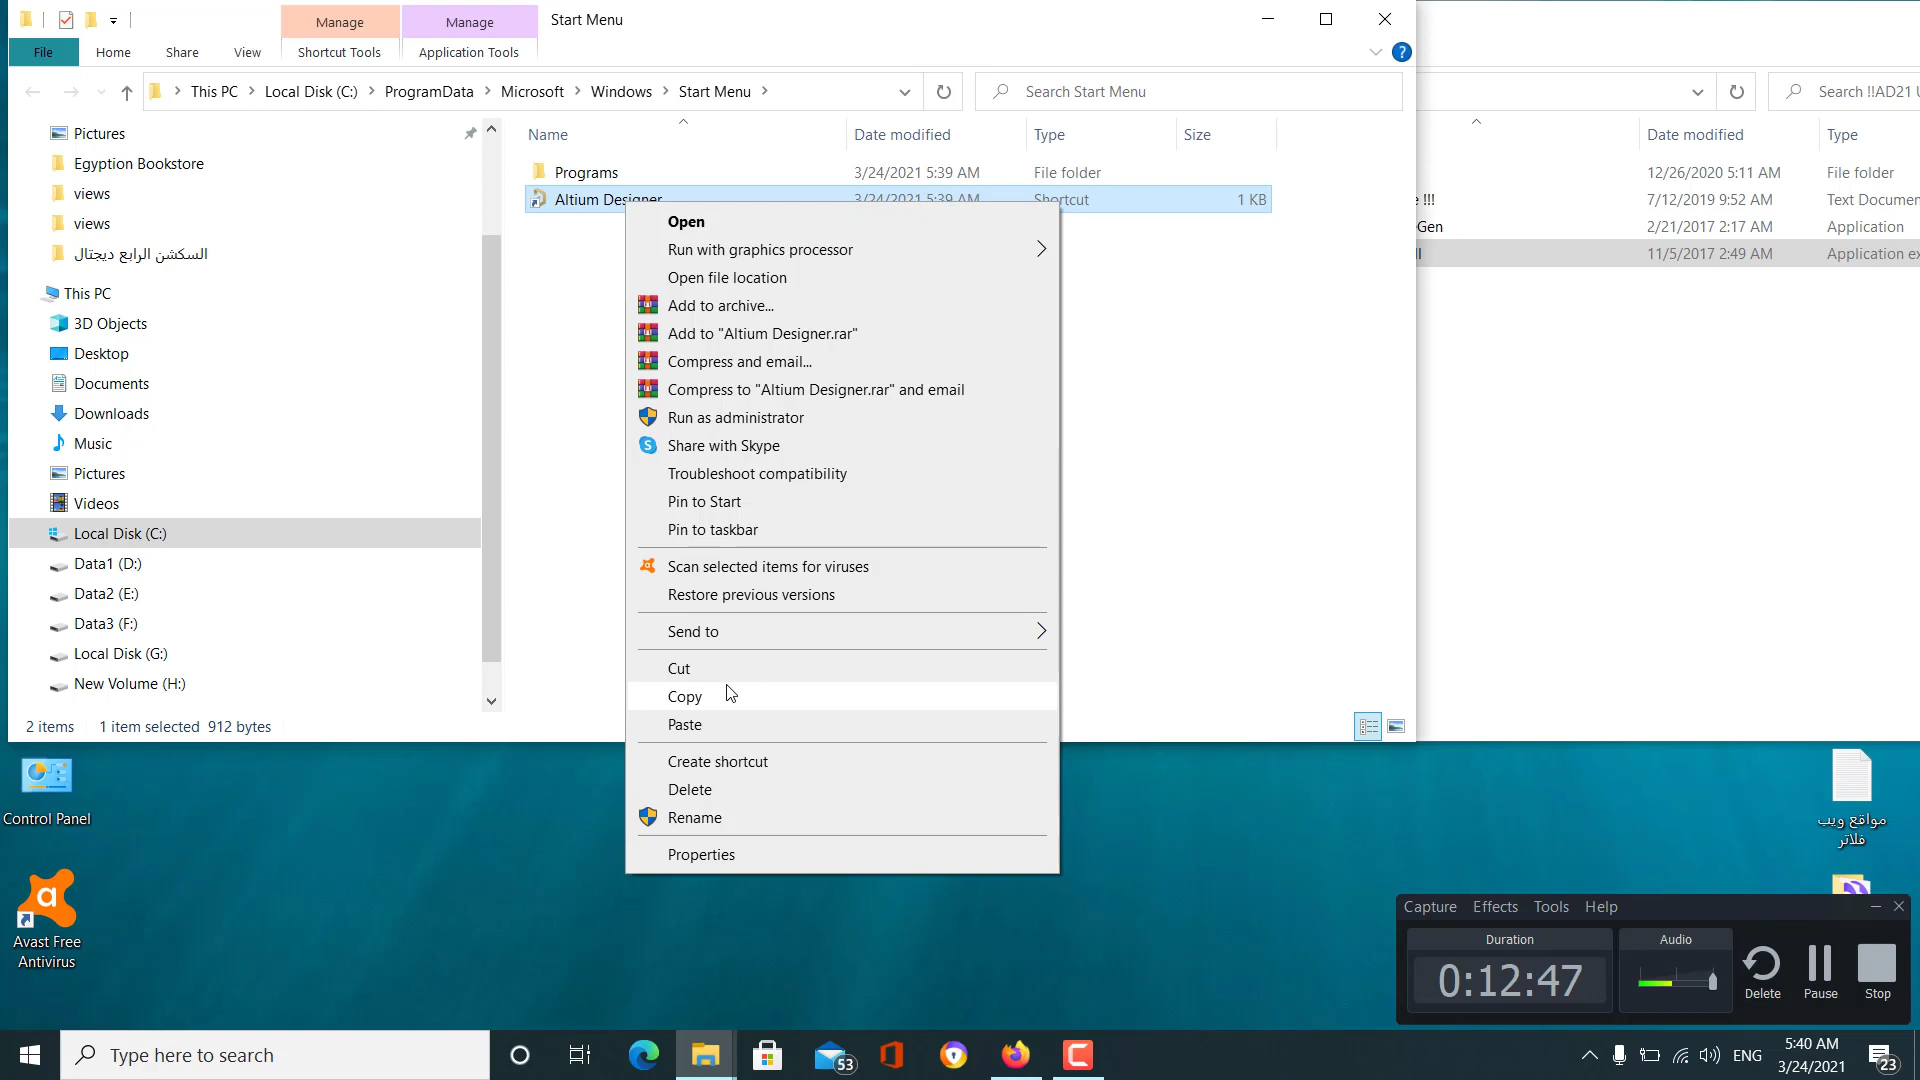 Manage
Manage
Start Menu
File
Home
Share
View
Shortcut Tools
Application Tools
This PC
Local Disk (C:)
ProgramData
Microsoft
Windows
Start Menu
Search Start Menu
Search !!AD21 U
Pictures
Egyption Bookstore
views
views
السكشن الرابع ديجتال
This PC
3D Objects
Desktop
Documents
Downloads
Music
Pictures
Videos
Local Disk (C:)
Data1 (D:)
Data2 (E:)
Data3 (F:)
Local Disk (G:)
New Volume (H:)
Name
Date modified
Type
Size
Programs
3/24/2021 5:39 AM
File folder
Altium Designer
3/24/2021 5:39 AM
Shortcut
1 KB
Date modified
Type
12/26/2020 5:11 AM
File folder
e !!!
7/12/2019 9:52 AM
Text Documen
Gen
2/21/2017 2:17 AM
Application
ll
11/5/2017 2:49 AM
Application ex
Open
Run with graphics processor
Open file location
Add to archive...
Add to "Altium Designer.rar"
Compress and email...
Compress to "Altium Designer.rar" and email
Run as administrator
Share with Skype
Troubleshoot compatibility
Pin to Start
Pin to taskbar
Scan selected items for viruses
Restore previous versions
Send to
Cut
Copy
Paste
Create shortcut
Delete
Rename
Properties
2 items
1 item selected 912 bytes
Control Panel
Avast Free
Antivirus
مواقع ويب
فلاتر
Capture
Effects
Tools
Help
Duration
0:12:47
Audio
Delete
Pause
Stop
Type here to search
53
ENG
5:40 AM
3/24/2021
23